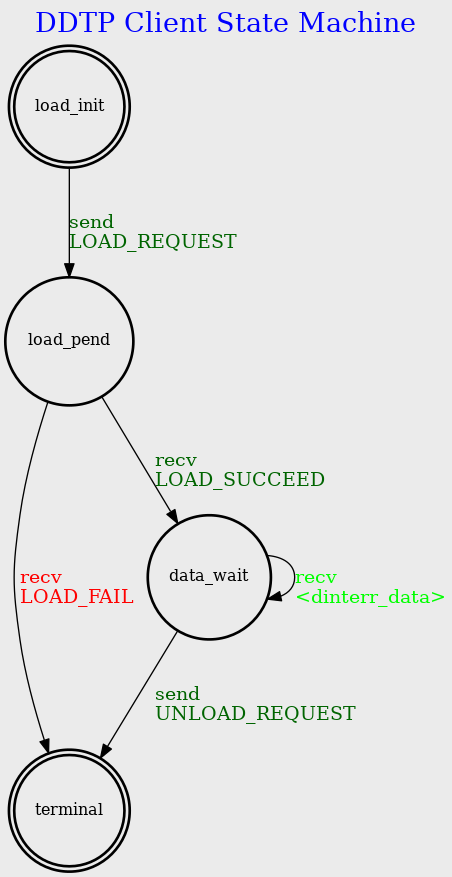 DDTP Client State Machine
load_init
send
LOAD_REQUEST
load_pend
recv
LOAD_SUCCEED
data_wait
recv
<dinterr_data>
recv
LOAD_FAIL
send
UNLOAD_REQUEST
terminal